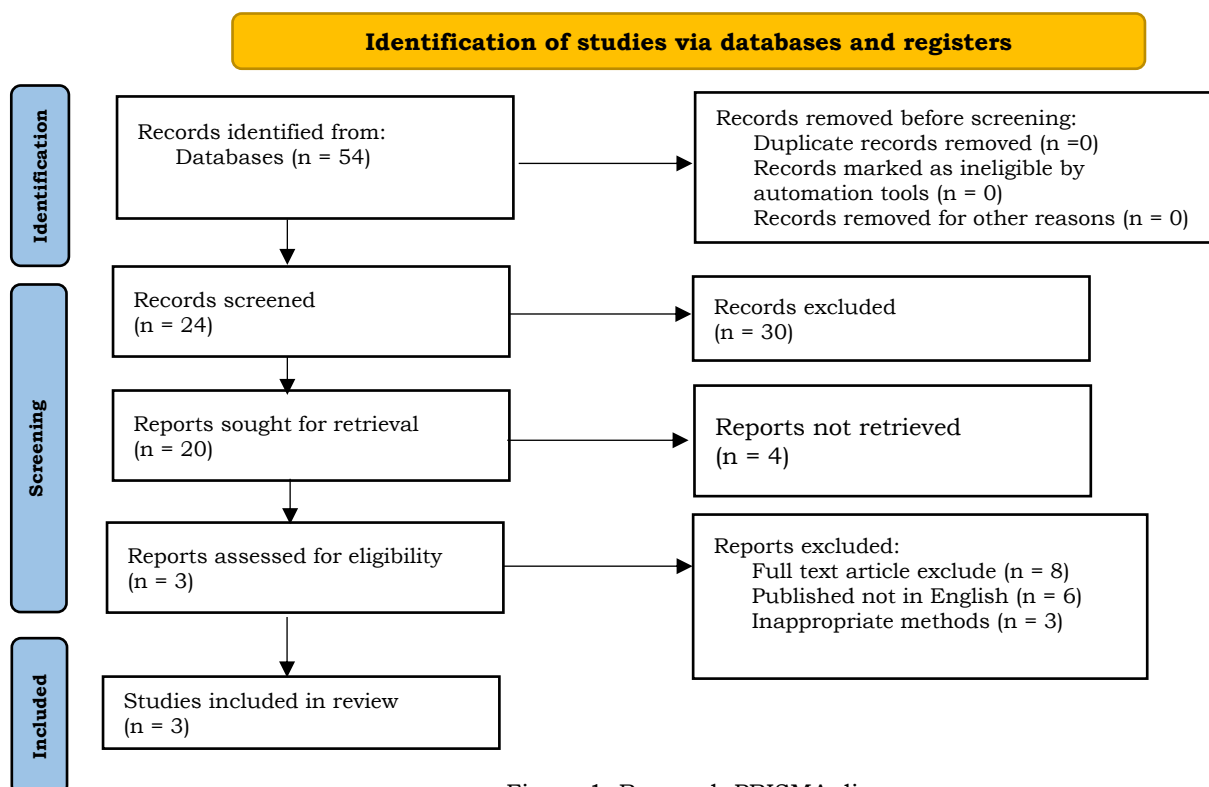 Identification of studies via databases and registers
Identification
Records identified from:
Databases (n = 54)
Records removed before screening:
Duplicate records removed (n =0)
Records marked as ineligible by
automation tools (n = 0)
Records removed for other reasons (n = 0)
Screening
Records screened
(n = 24)
Records excluded
(n = 30)
Reports sought for retrieval
(n = 20)
Reports not retrieved
(n = 4)
Reports assessed for eligibility
(n = 3)
Reports excluded:
Full text article exclude (n = 8)
Published not in English (n = 6)
Inappropriate methods (n = 3)
Included
Studies included in review
(n = 3)